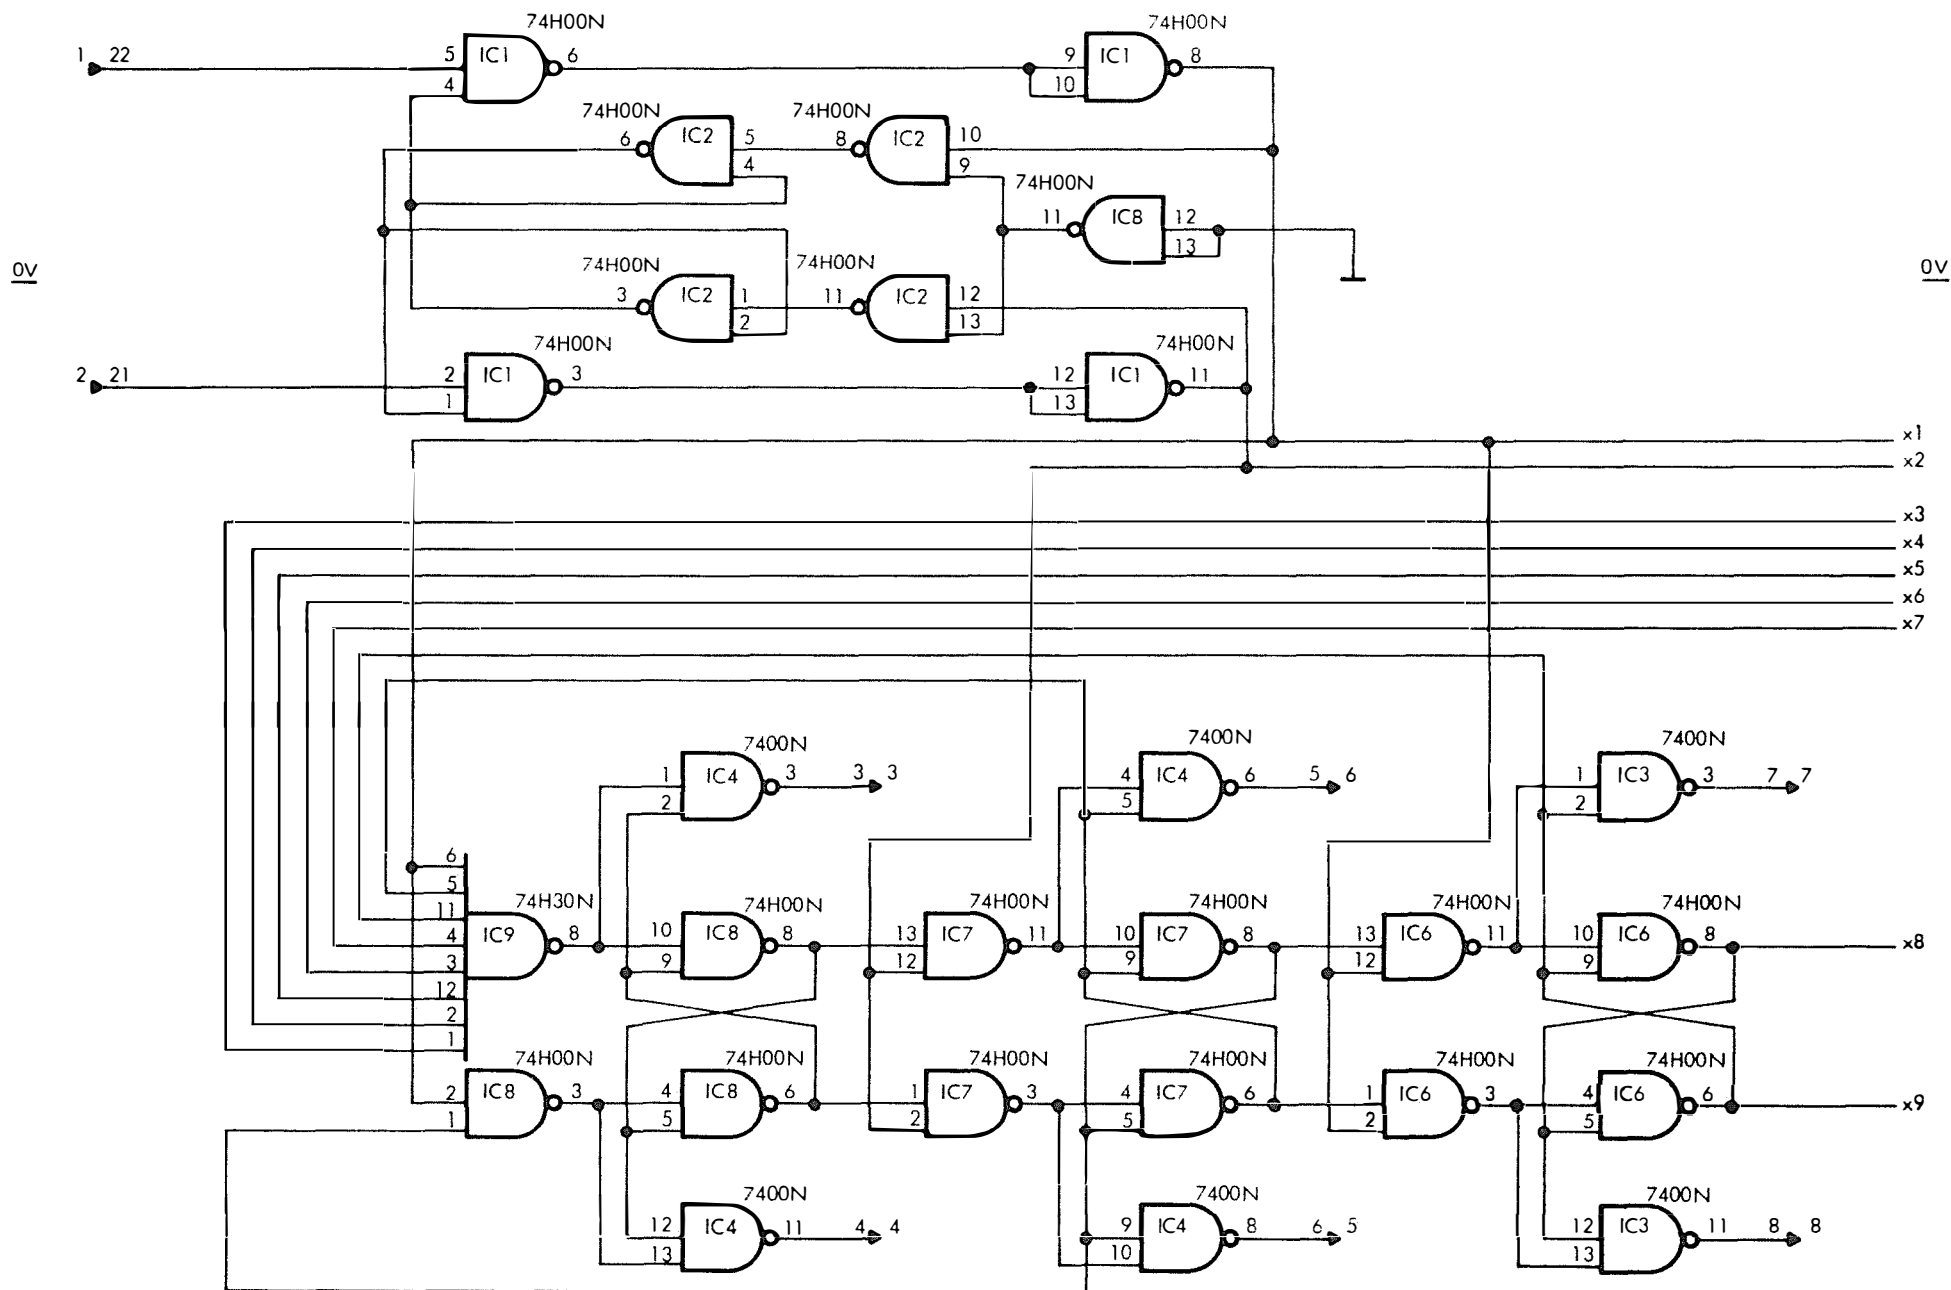 74H00N 74H00N
1 22 5 4 IC1 6 9 10 IC1 8
74H00N 74H00N
6 IC2 5 4 8 IC2 10 9
74H00N
11 IC8 12 13
0V 0V
74H00N 74H00N
3 IC2 1 2 11 IC2 12 13
74H00N 74H00N
2 21 2 1 IC1 3 12 13 IC1 11
x1
x2
x3
x4
x5
x6
x7
7400N 7400N 7400N
1 2 IC4 3 3 3 4 5 IC4 6 5 6 1 2 IC3 3 7 7
6
5
11
4
3
12
2
1
74H30N 74H00N 74H00N 74H00N 74H00N 74H00N
IC9 8 10 9 IC8 8 13 12 IC7 11 10 9 IC7 8 13 12 IC6 11 10 9 IC6 8 x8
74H00N 74H00N 74H00N 74H00N 74H00N 74H00N
2 1 IC8 3 4 5 IC8 6 1 2 IC7 3 4 5 IC7 6 1 2 IC6 3 4 5 IC6 6 x9
7400N 7400N 7400N
12 13 IC4 11 4 4 9 10 IC4 8 6 5 12 13 IC3 11 8 8